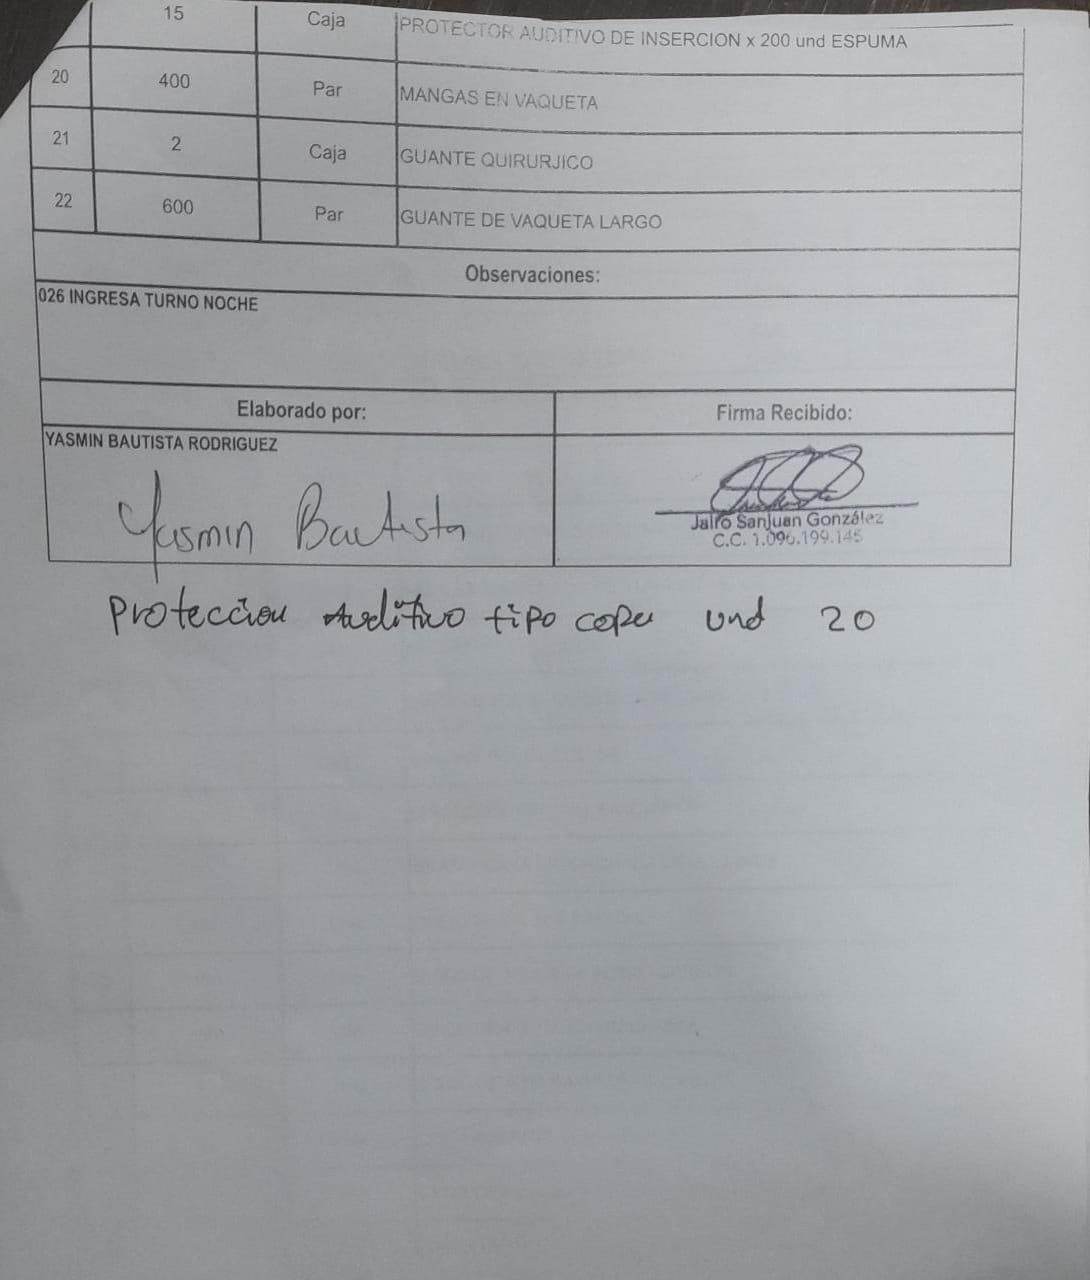 15 Caja PROTECTOR AUDITIVO DE INSERCION x 200 und ESPUMA
20 400 Par MANGAS EN VAQUETA
21 2 Caja GUANTE QUIRURJICO
22 600 Par GUANTE DE VAQUETA LARGO
Observaciones:
026 INGRESA TURNO NOCHE
Elaborado por: Firma Recibido:
YASMIN BAUTISTA RODRIGUEZ
Yasmin Bautista
Jairo Sanjuan González
C.C. 1.096.199.145
Protección Auditivo tipo copa und 20